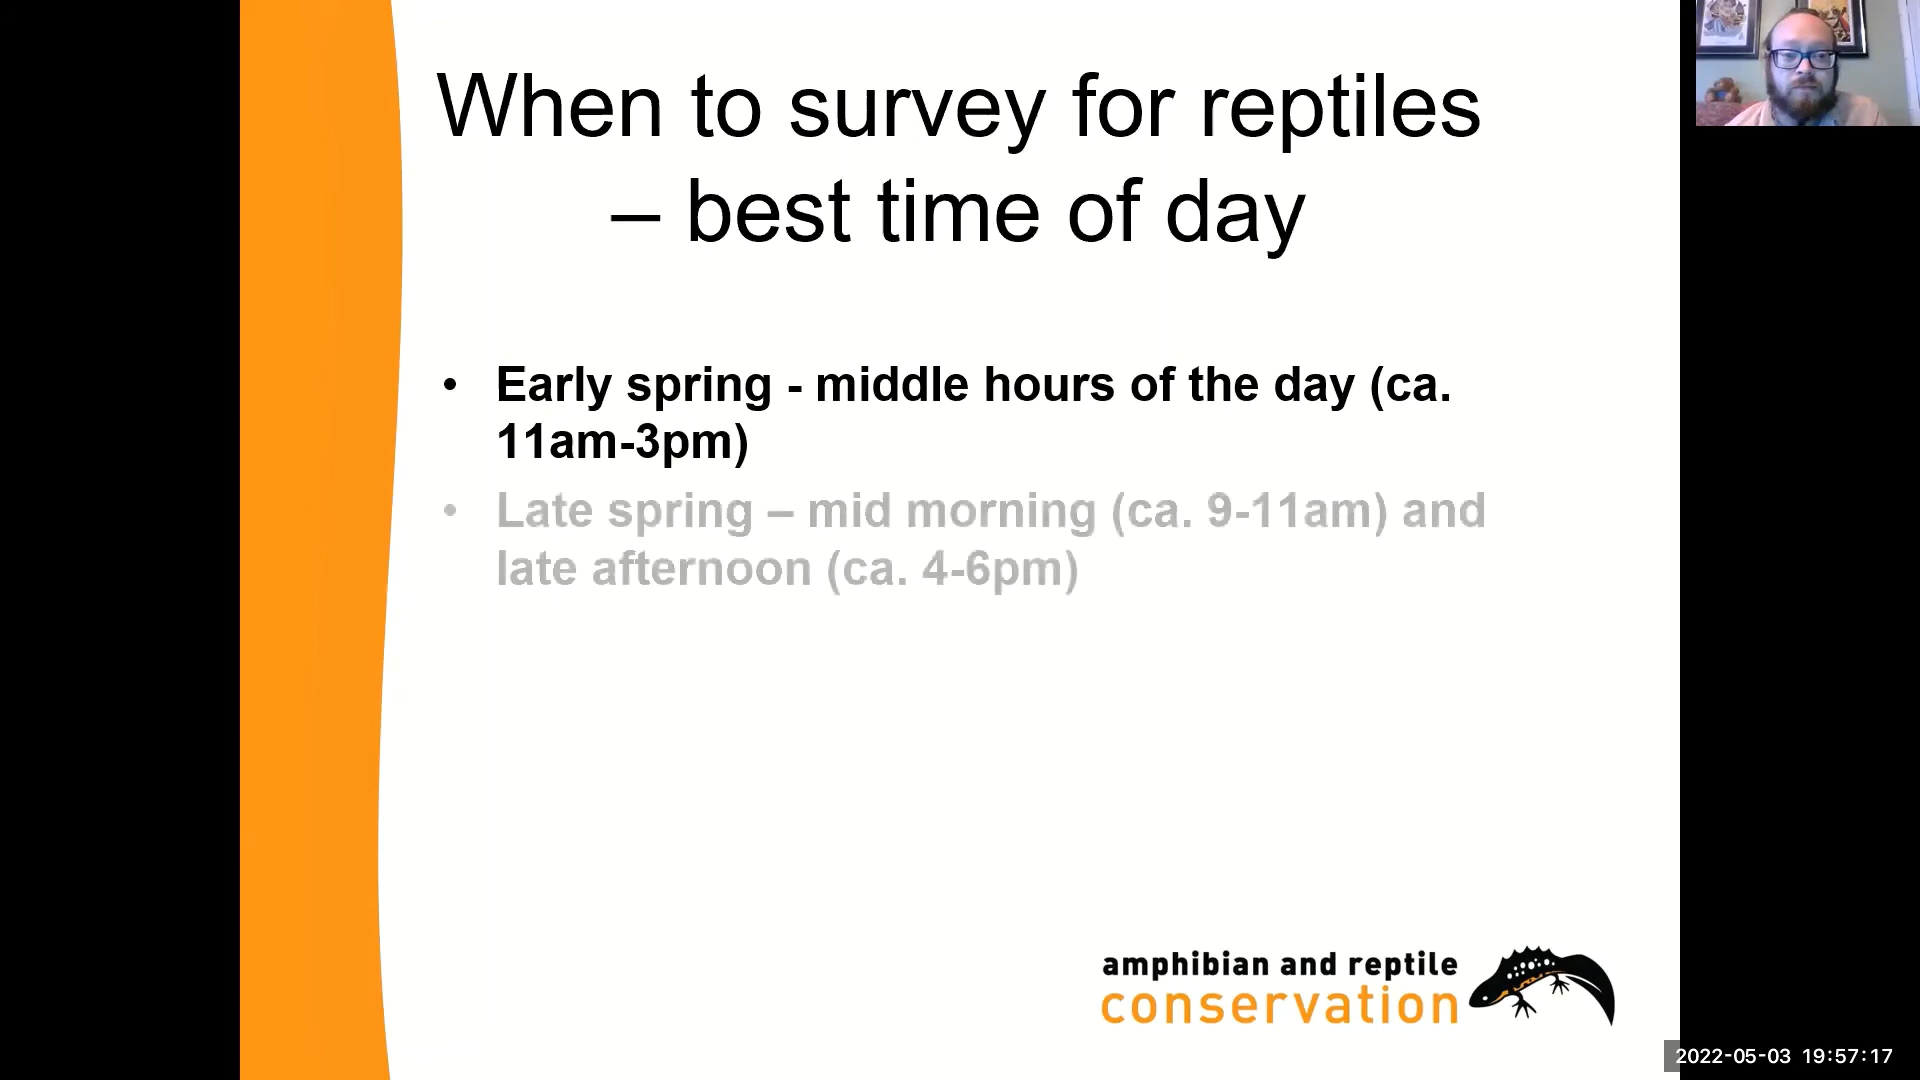 When to survey for reptiles
– best time of day
• Early spring - middle hours of the day (ca.
11am-3pm)
• Late spring – mid morning (ca. 9-11am) and
late afternoon (ca. 4-6pm)
amphibian and reptile
conservation
2022-05-03 19:57:17